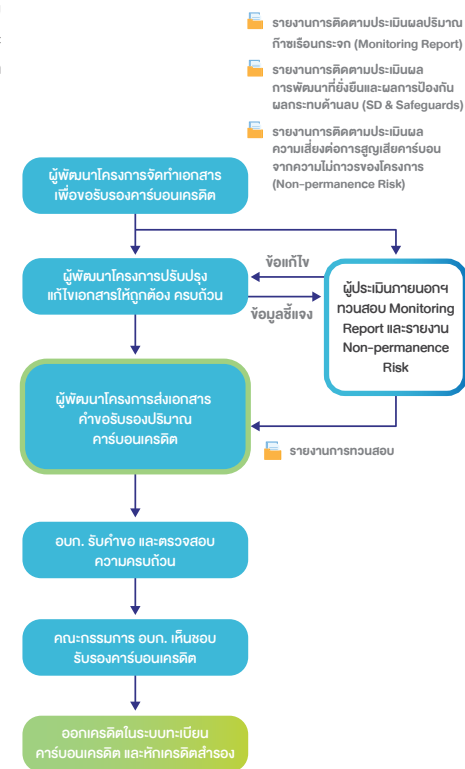 รายงานการติดตามประเมินผลปริมาณ
ก๊าซเรือนกระจก (Monitoring Report)
รายงานการติดตามประเมินผล
การพัฒนาที่ยั่งยืนและผลการป้องกัน
ผลกระทบด้านลบ (SD & Safeguards)
รายงานการติดตามประเมินผล
ความเสี่ยงต่อการสูญเสียคาร์บอน
จากความไม่ถาวรของโครงการ
(Non-permanence Risk)
ผู้พัฒนาโครงการจัดทำเอกสาร
เพื่อขอรับรองคาร์บอนเครดิต
ผู้พัฒนาโครงการปรับปรุง
แก้ไขเอกสารให้ถูกต้อง ครบถ้วน
ข้อแก้ไข
ข้อมูลชี้แจง
ผู้ประเมินภายนอกฯ
ทวนสอบ Monitoring
Report และรายงาน
Non-permanence
Risk
ผู้พัฒนาโครงการส่งเอกสาร
คำขอรับรองปริมาณ
คาร์บอนเครดิต
รายงานการทวนสอบ
อบก. รับคำขอ และตรวจสอบ
ความครบถ้วน
คณะกรรมการ อบก. เห็นชอบ
รับรองคาร์บอนเครดิต
ออกเครดิตในระบบทะเบียน
คาร์บอนเครดิต และหักเครดิตสำรอง